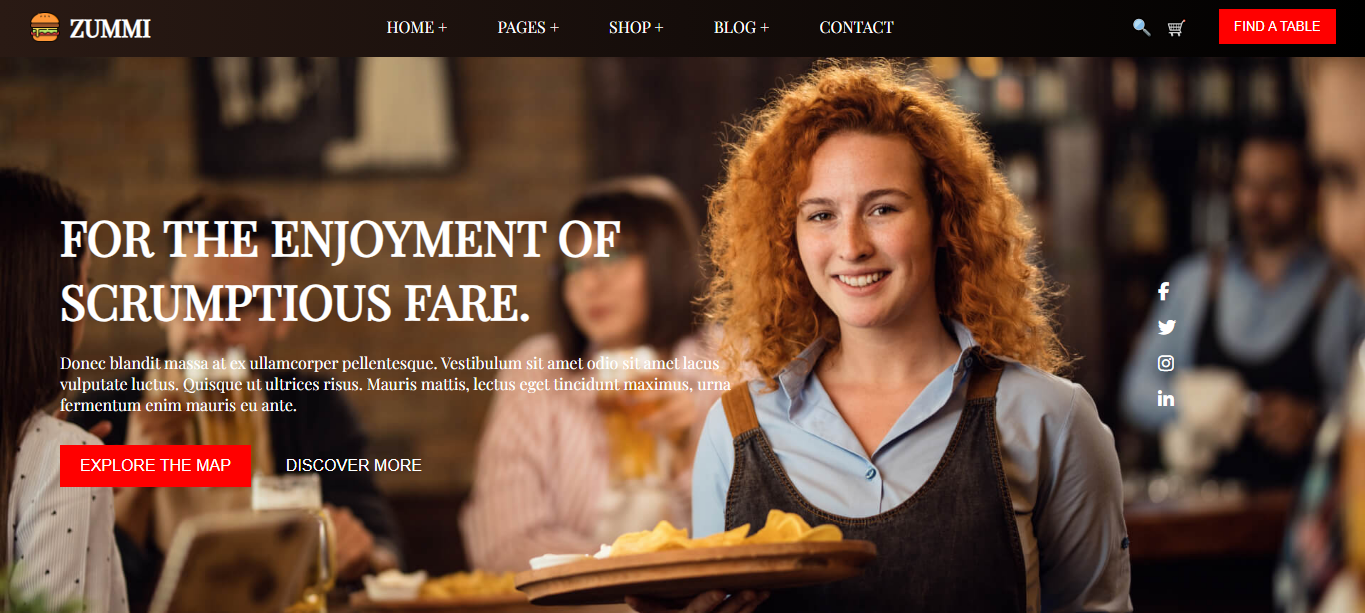 ZUMMI
HOME +
PAGES +
SHOP +
BLOG +
CONTACT
FIND A TABLE
FOR THE ENJOYMENT OF
SCRUMPTIOUS FARE.
Donec blandit massa at ex ullamcorper pellentesque. Vestibulum sit amet odio sit amet lacus
vulputate luctus. Quisque ut ultrices risus. Mauris mattis, lectus eget tincidunt maximus, urna
fermentum enim mauris eu ante.
EXPLORE THE MAP
DISCOVER MORE